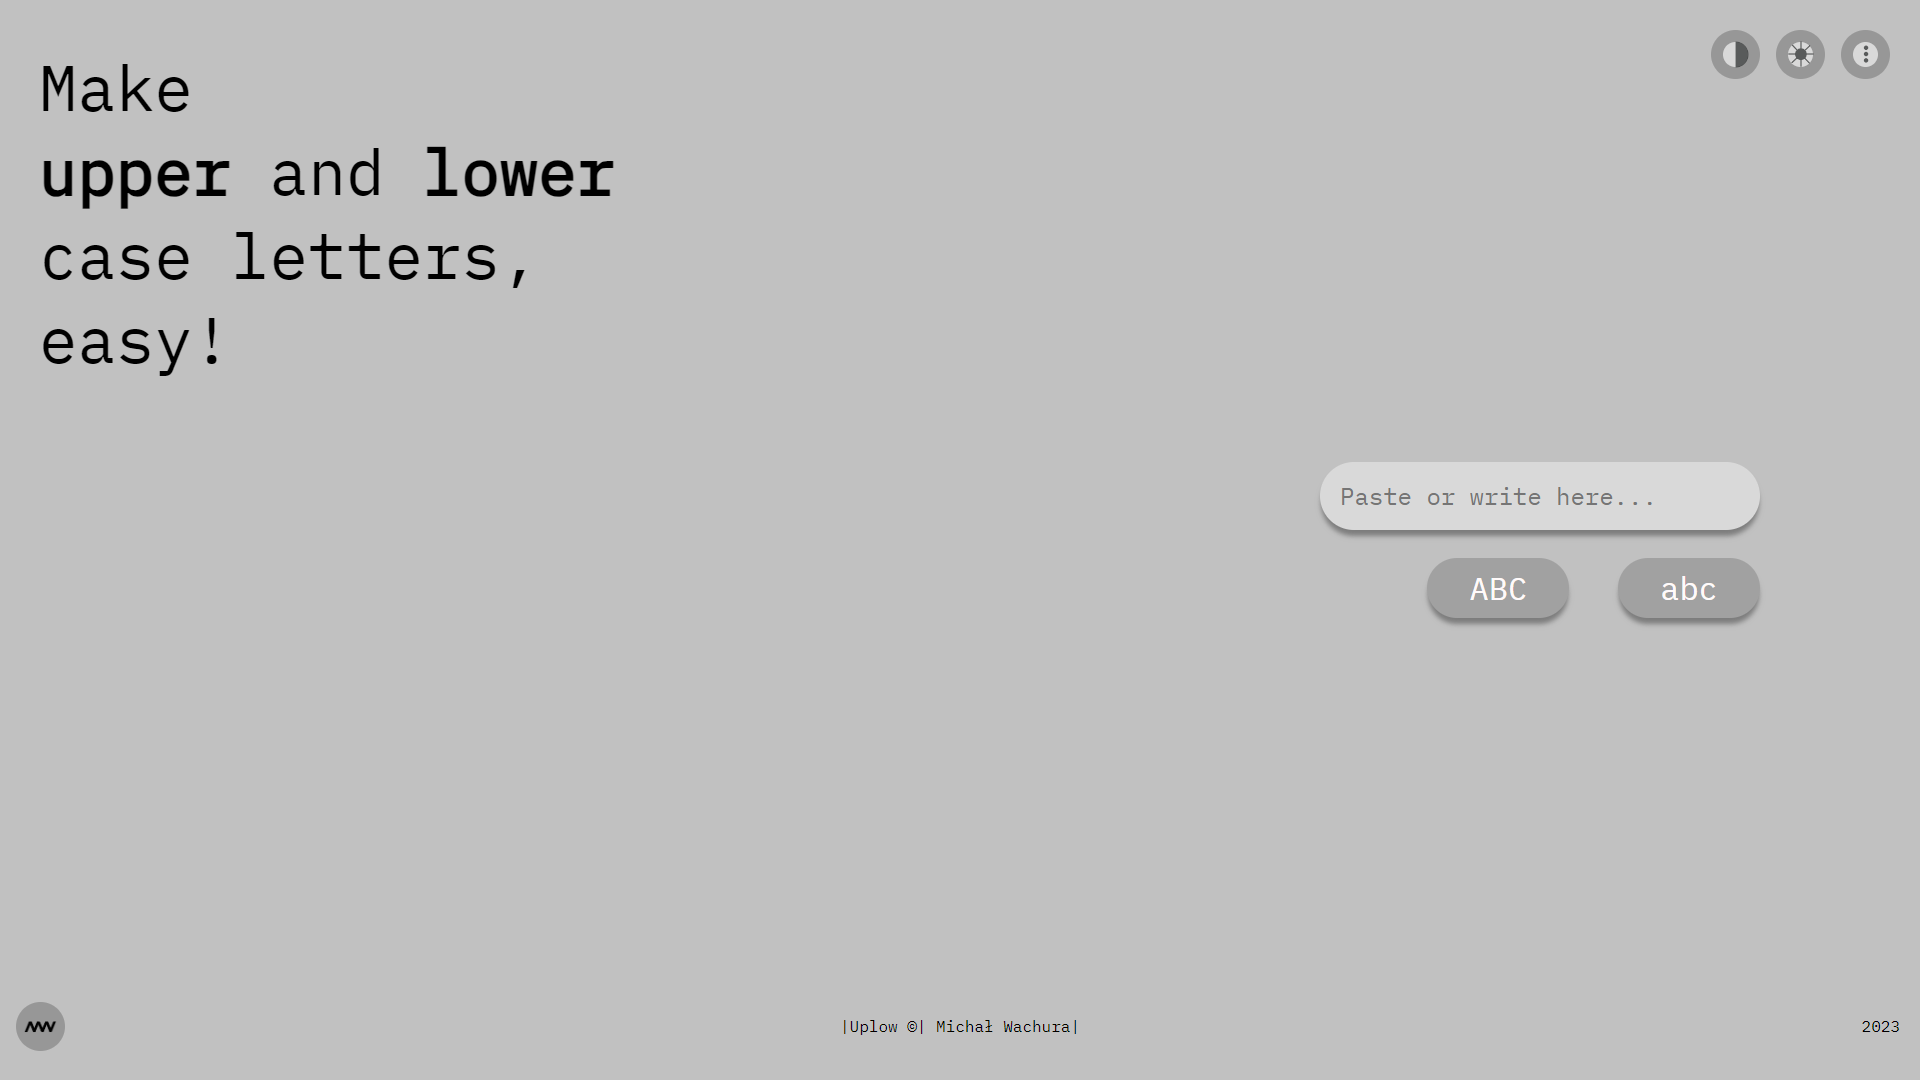 Make
upper and lower
case letters,
easy!
Paste or write here...
ABC
abc
|Uplow ©| Michał Wachura|
2023